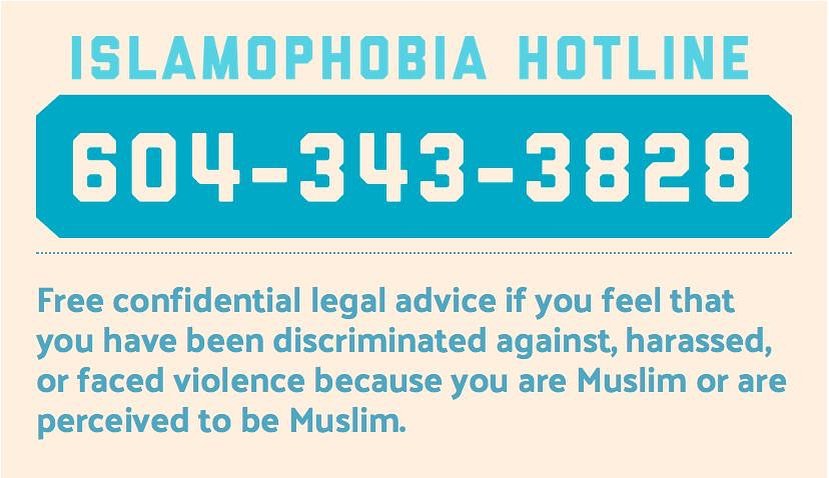 ISLAMOPHOBIA HOTLINE
604-343-3828
Free confidential legal advice if you feel that
you have been discriminated against, harassed,
or faced violence because you are Muslim or are
perceived to be Muslim.